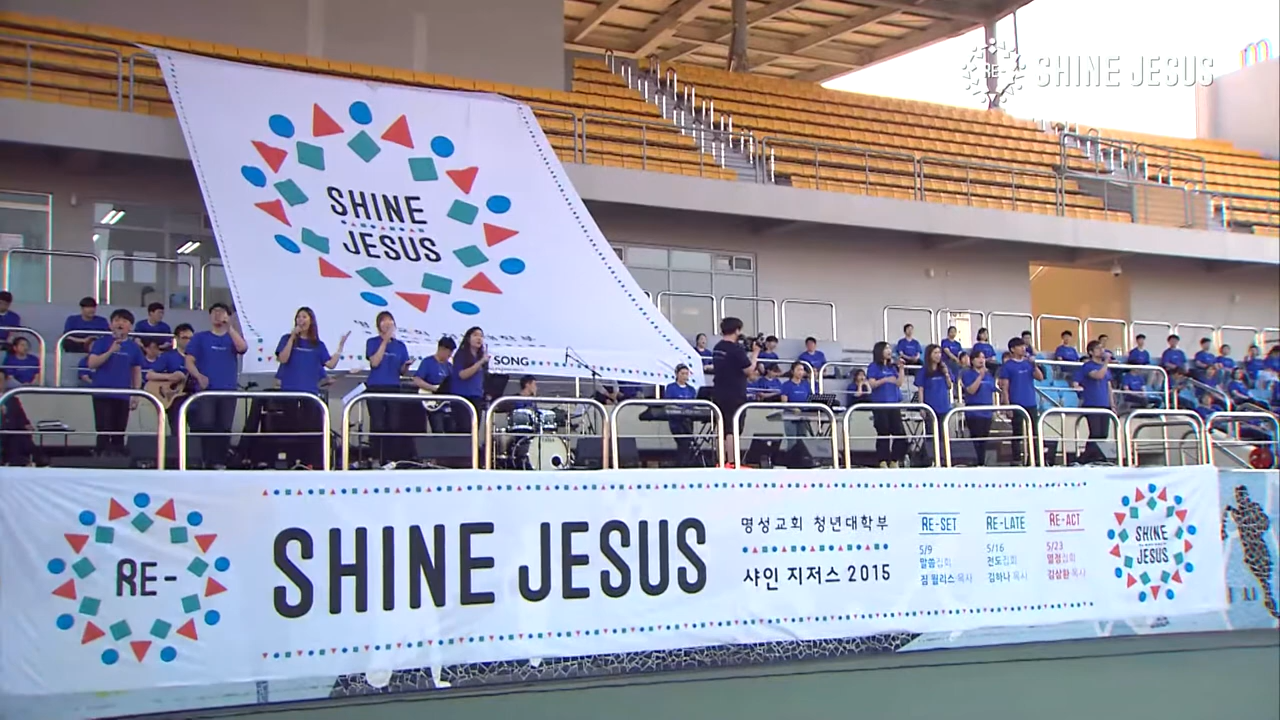 RE- SHINE JESUS
SHINE
JESUS
SONG
RE-
SHINE JESUS
명성교회 청년대학부
샤인 지저스 2015
RE-SET
5/9
말씀집회
짐 윌리스 목사
RE-LATE
5/16
전도집회
김하나 목사
RE-ACT
5/23
열정집회
김삼환 목사
SHINE
JESUS